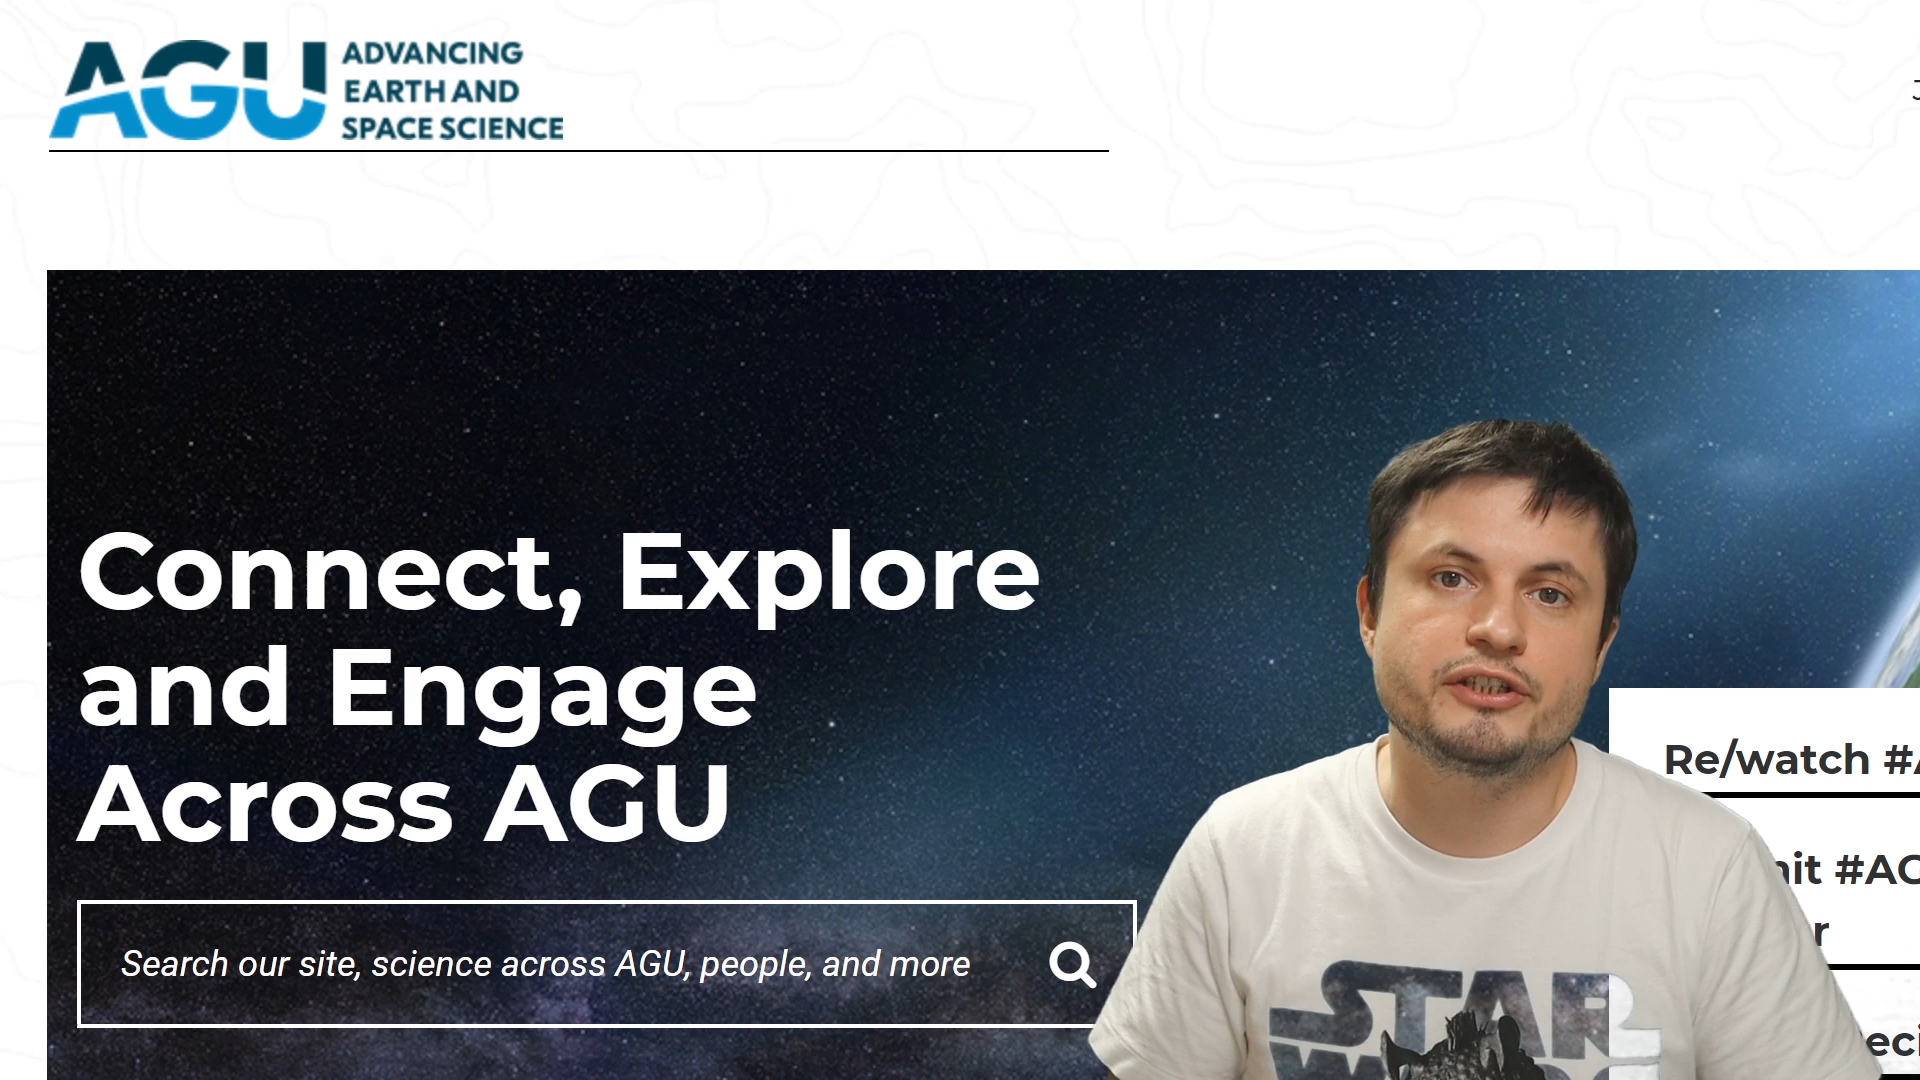 AGU
ADVANCING
EARTH AND
SPACE SCIENCE
Connect, Explore
and Engage
Across AGU
Search our site, science across AGU, people, and more
Re/watch
STAR